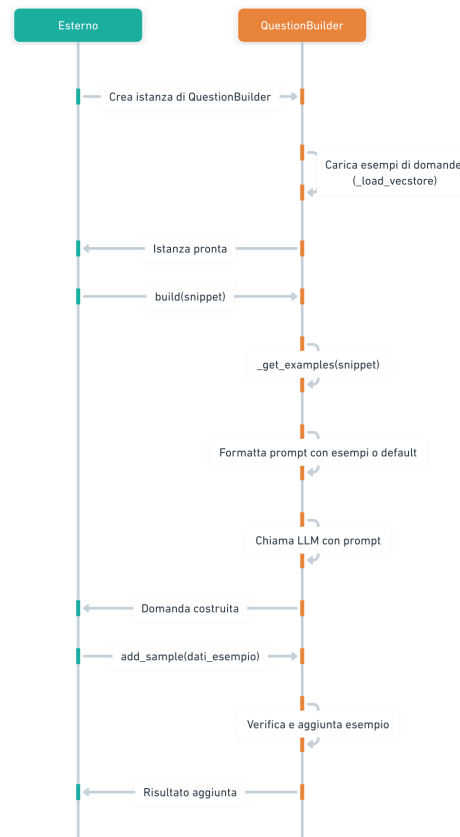 Esterno
QuestionBuilder
Crea istanza di QuestionBuilder
Carica esempi di domande
(_load_vecstore)
Istanza pronta
build(snippet)
_get_examples(snippet)
Formatta prompt con esempi o default
Chiama LLM con prompt
Domanda costruita
add_sample(dati_esempio)
Verifica e aggiunta esempio
Risultato aggiunta